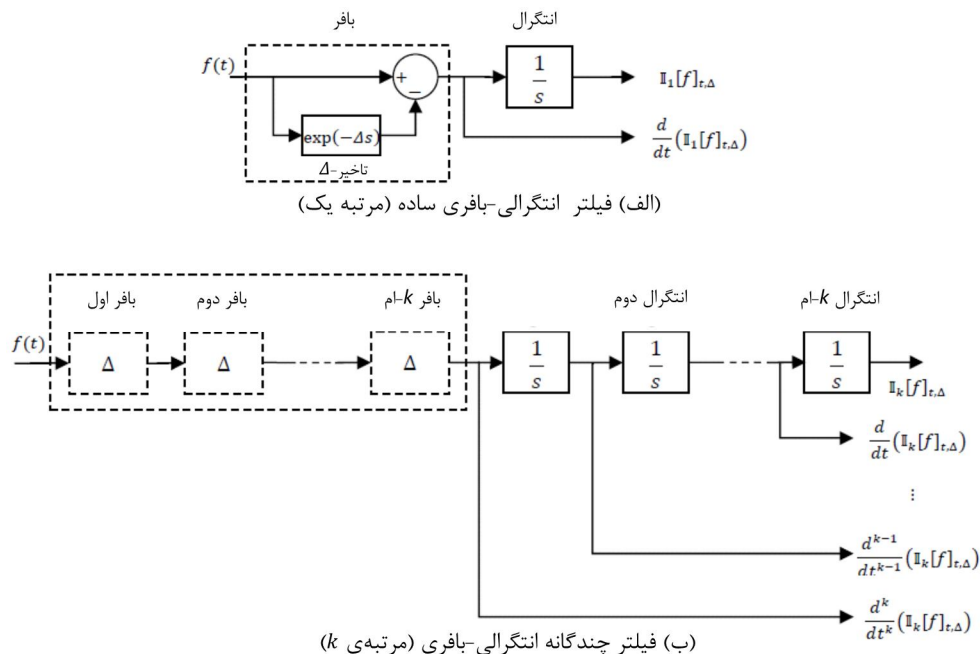 بافر
انتگرال
f(t)
+
−
1/s
𝕀₁[f]ₜ,Δ
exp(−Δs)
d/dt(𝕀₁[f]ₜ,Δ)
تاخیر-Δ
(الف) فیلتر انتگرالی-بافری ساده (مرتبه یک)
بافر اول
بافر دوم
بافر k-ام
انتگرال دوم
انتگرال k-ام
f(t)
Δ
Δ
Δ
1/s
1/s
1/s
𝕀ₖ[f]ₜ,Δ
d/dt(𝕀ₖ[f]ₜ,Δ)
⋮
dᵏ⁻¹/dtᵏ⁻¹(𝕀ₖ[f]ₜ,Δ)
dᵏ/dtᵏ(𝕀ₖ[f]ₜ,Δ)
(ب) فیلتر چندگانه انتگرالی-بافری (مرتبه‌ی k)